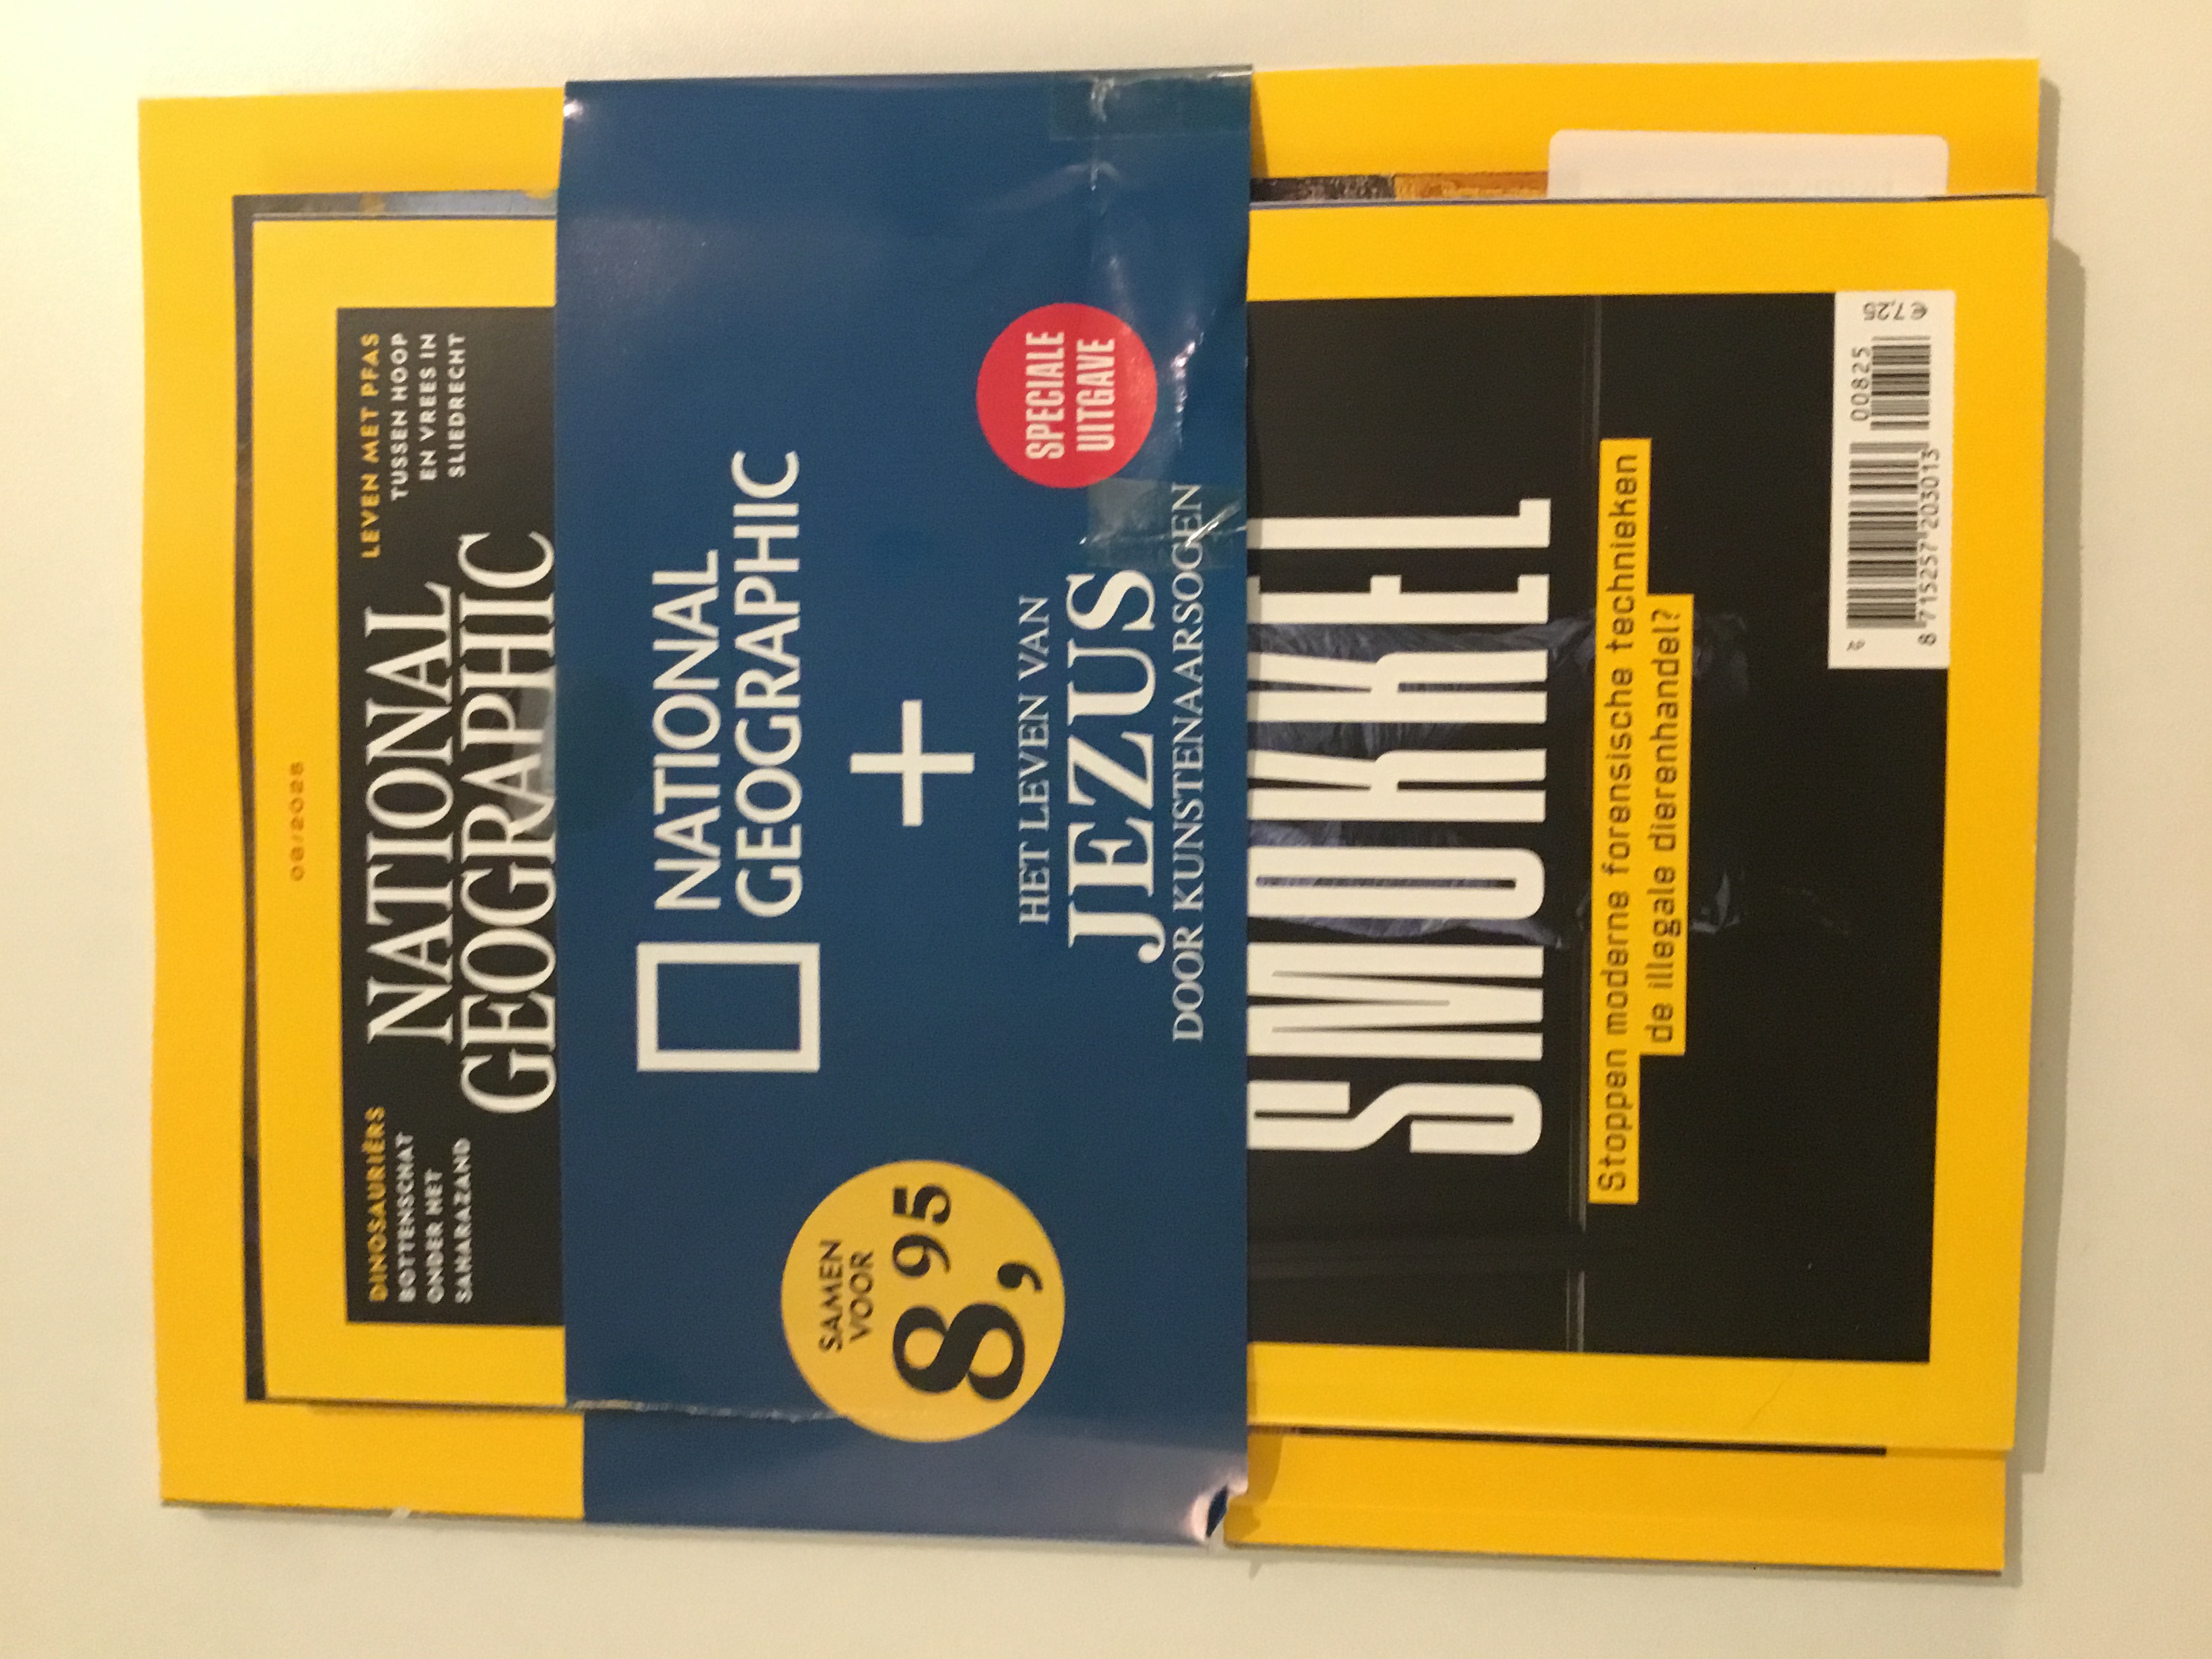 08/2025
DINOSAURIËRS
BOTTENSCHAT
ONDER HET
SAHARAZAND
LEVEN MET PFAS
TUSSEN HOOP
EN VREES IN
SLIEDRECHT
NATIONAL
GEOGRAPHIC
NATIONAL
GEOGRAPHIC
+
SAMEN
VOOR
8,95
HET LEVEN VAN
JEZUS
DOOR KUNSTENAARSOGEN
SPECIALE
UITGAVE
SMOKKEL
Stoppen moderne forensische technieken
de illegale dierenhandel?
00825
€ 7,25
8 715257 203013